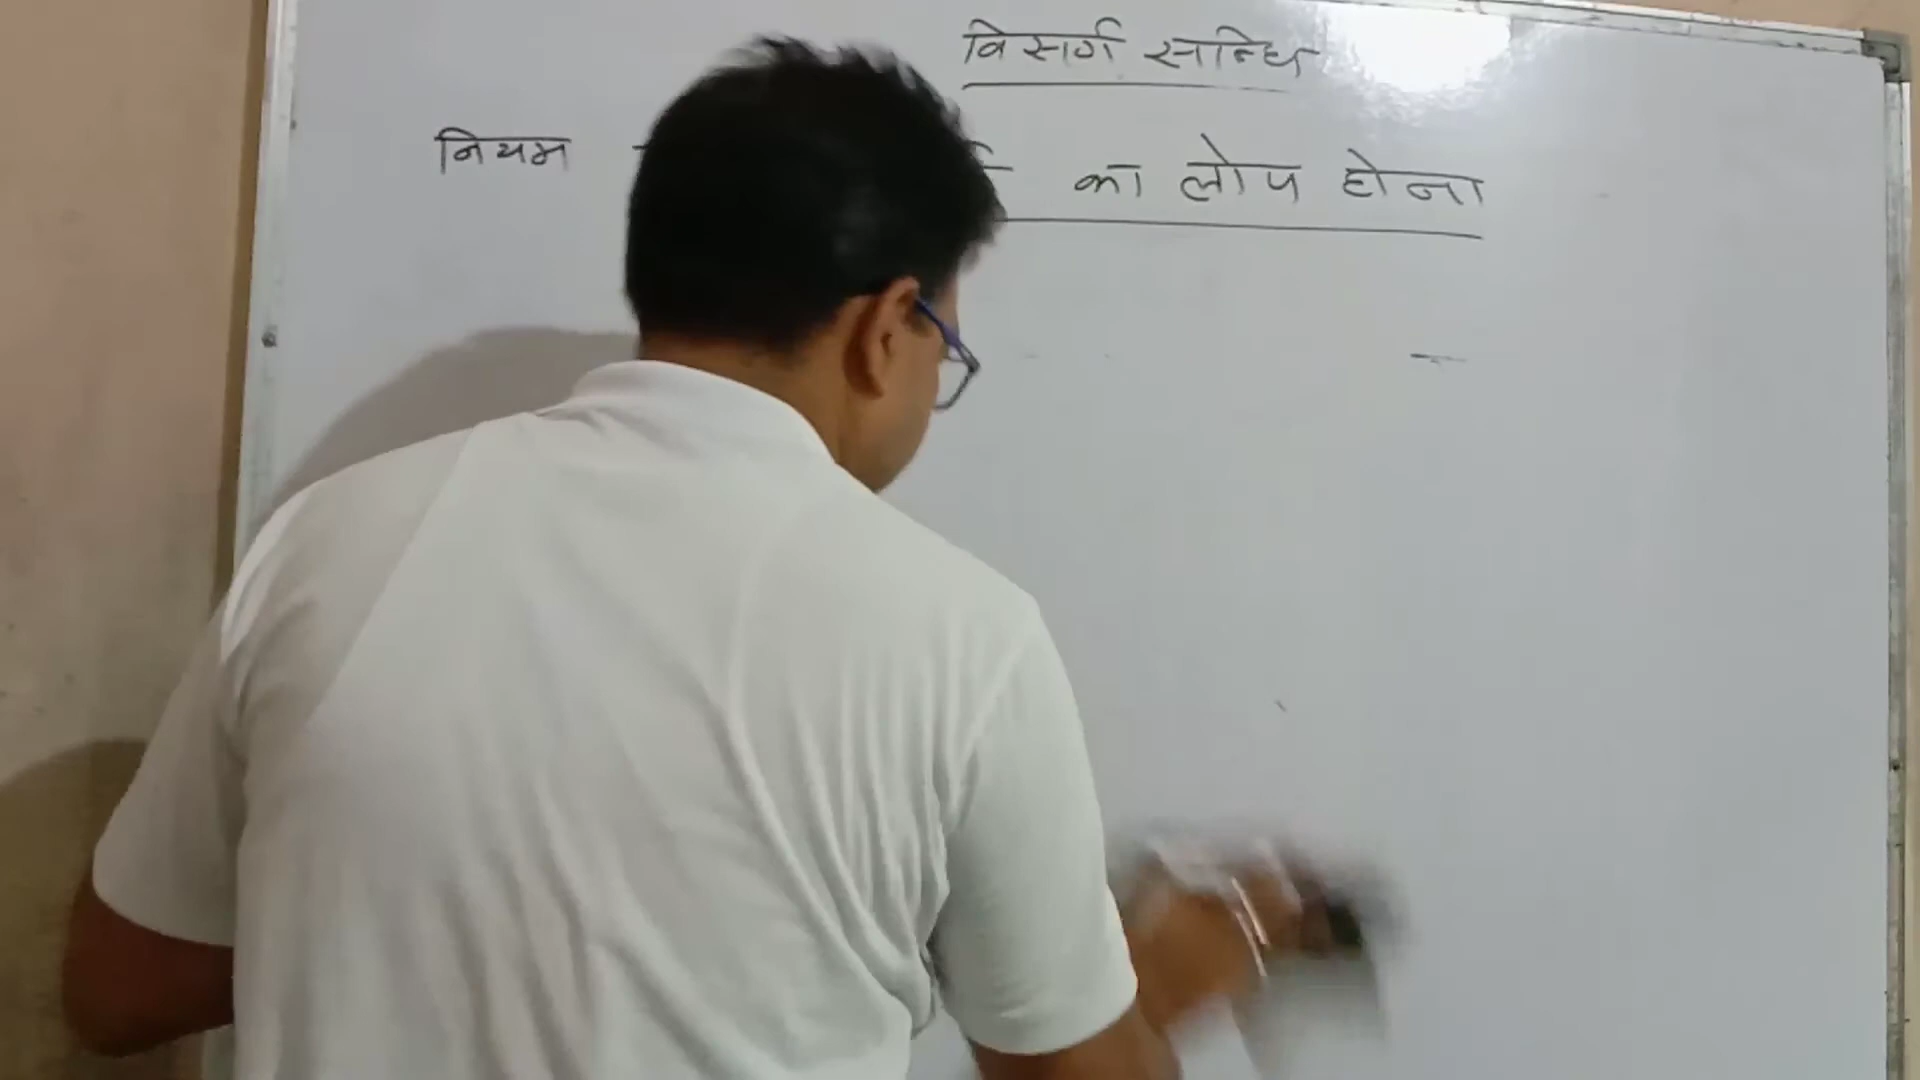 विसर्ग सन्धि
नियम का लोप होना